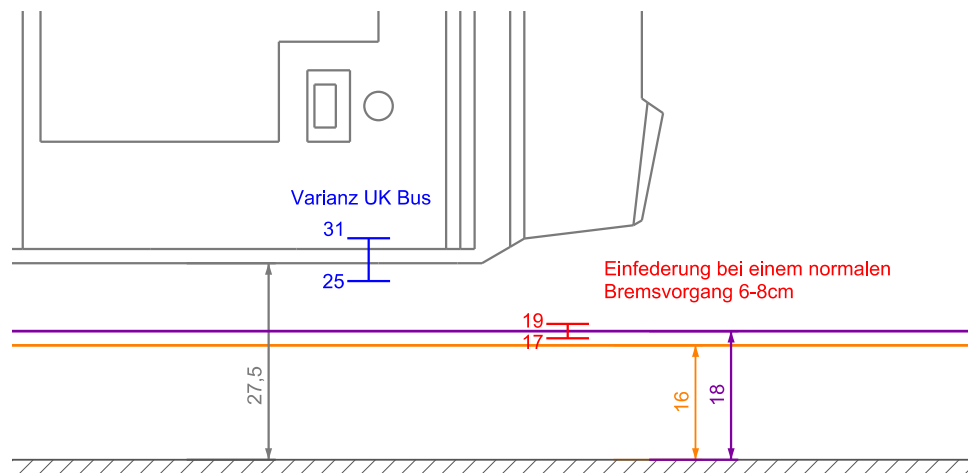 Varianz UK Bus
31
25
Einfederung bei einem normalen
Bremsvorgang 6-8cm
19
17
27,5
16
18